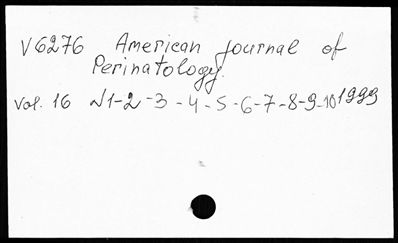 V6276 American journal of
Perinatology.
vol. 16 N1-2-3-4-5-6-7-8-9-10 1999